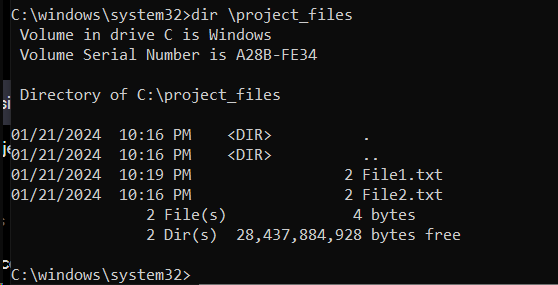 C:\windows\system32>dir \project_files
Volume in drive C is Windows
Volume Serial Number is A28B-FE34
Directory of C:\project_files
01/21/2024  10:16 PM    <DIR>          .
01/21/2024  10:16 PM    <DIR>          ..
01/21/2024  10:19 PM                 2 File1.txt
01/21/2024  10:16 PM                 2 File2.txt
2 File(s)              4 bytes
2 Dir(s)  28,437,884,928 bytes free
C:\windows\system32>